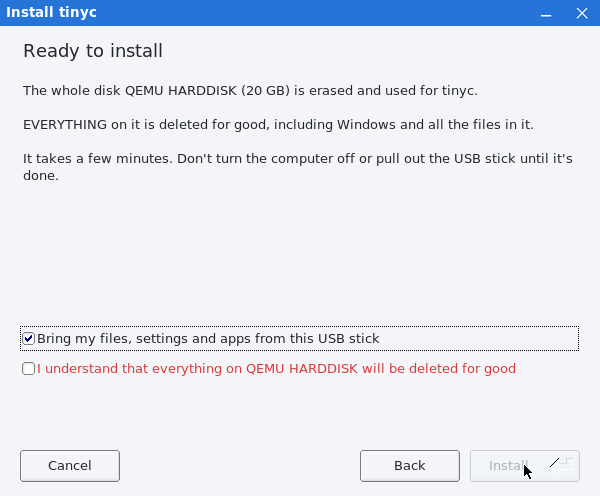 Install tinyc
Ready to install
The whole disk QEMU HARDDISK (20 GB) is erased and used for tinyc.
EVERYTHING on it is deleted for good, including Windows and all the files in it.
It takes a few minutes. Don't turn the computer off or pull out the USB stick until it's
done.
Bring my files, settings and apps from this USB stick
I understand that everything on QEMU HARDDISK will be deleted for good
Cancel
Back
Install